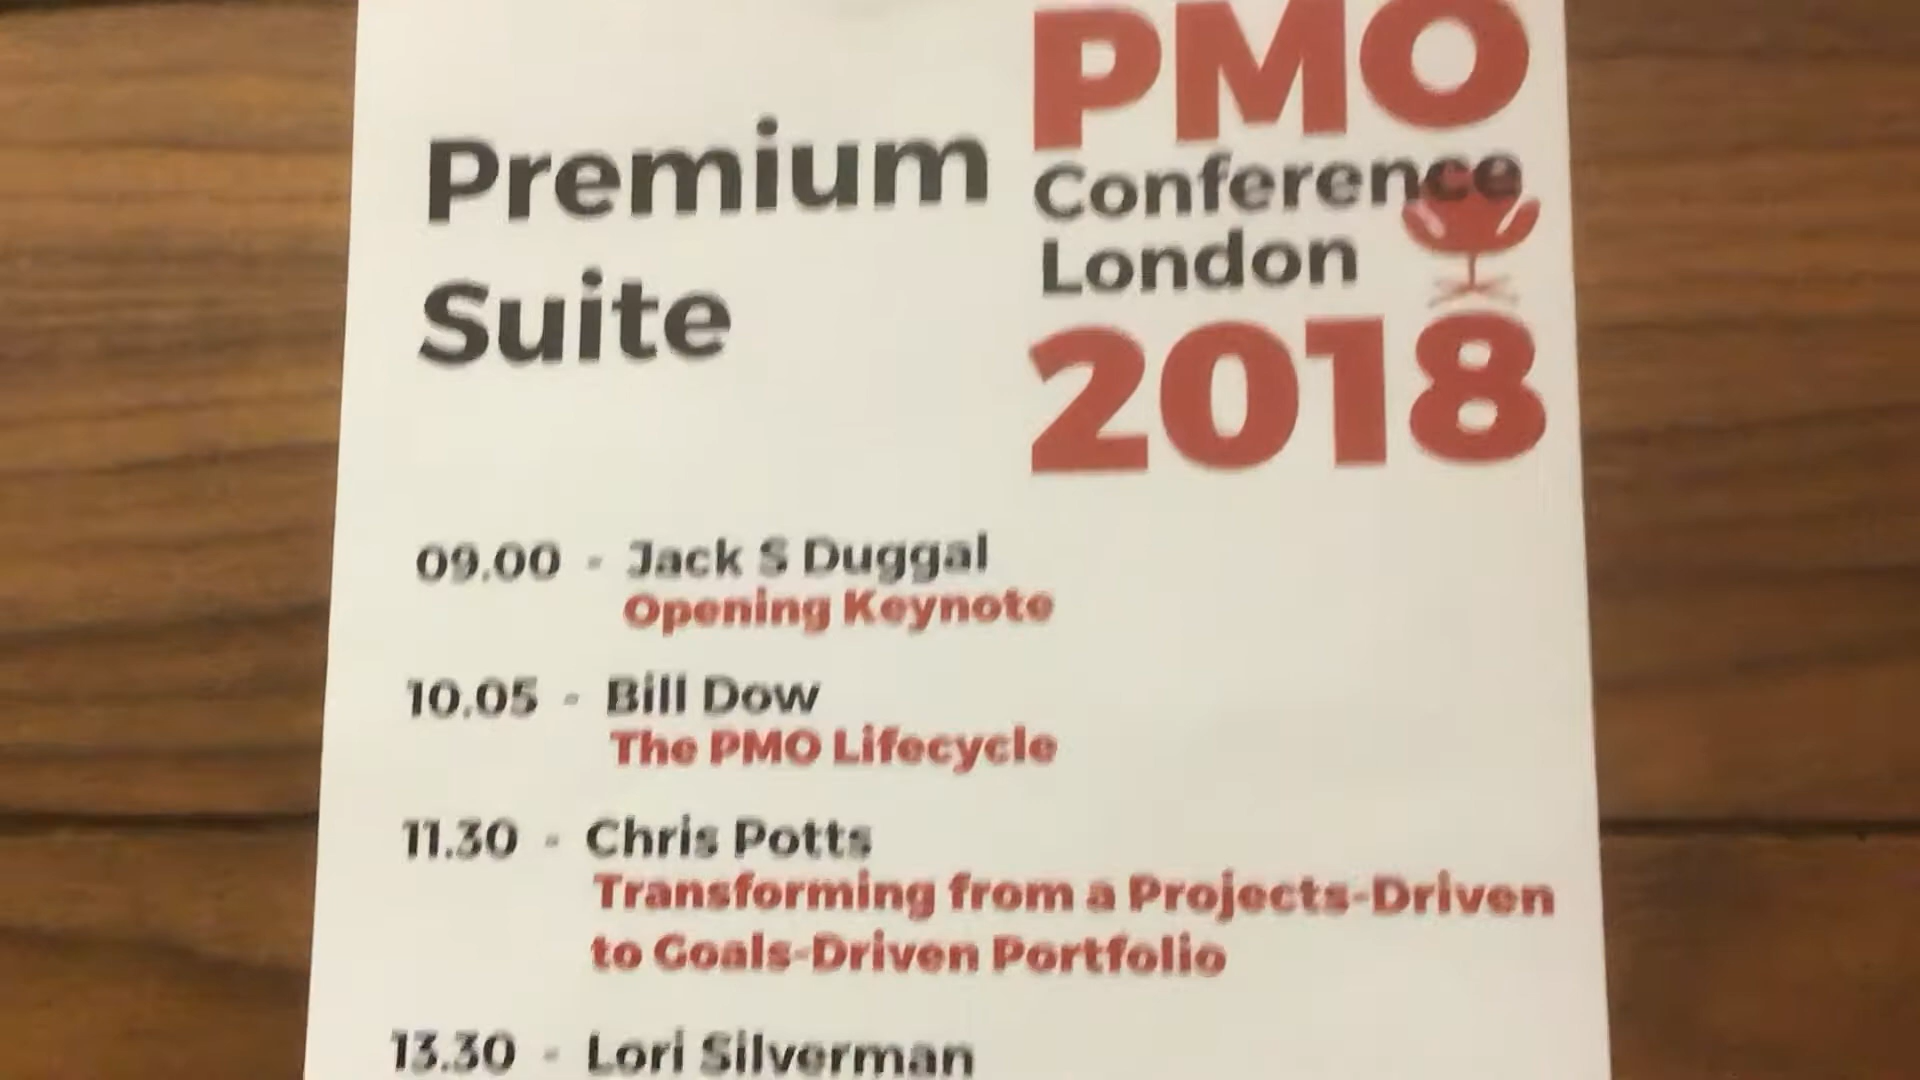 PMO
Conference
London
2018
Premium
Suite
09.00 - Jack S Duggal
Opening Keynote
10.05 - Bill Dow
The PMO Lifecycle
11.30 - Chris Potts
Transforming from a Projects-Driven
to Goals-Driven Portfolio
13.30 - Lori Silverman